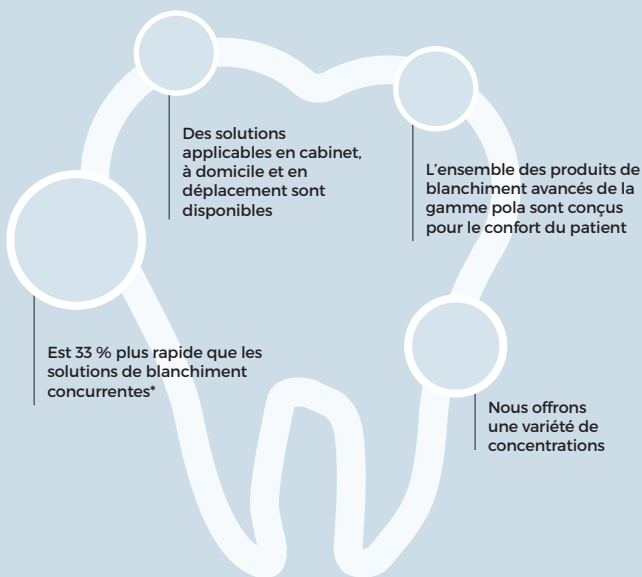 Des solutions
applicables en cabinet,
à domicile et en
déplacement sont
disponibles
L’ensemble des produits de
blanchiment avancés de la
gamme pola sont conçus
pour le confort du patient
Est 33 % plus rapide que les
solutions de blanchiment
concurrentes*
Nous offrons
une variété de
concentrations